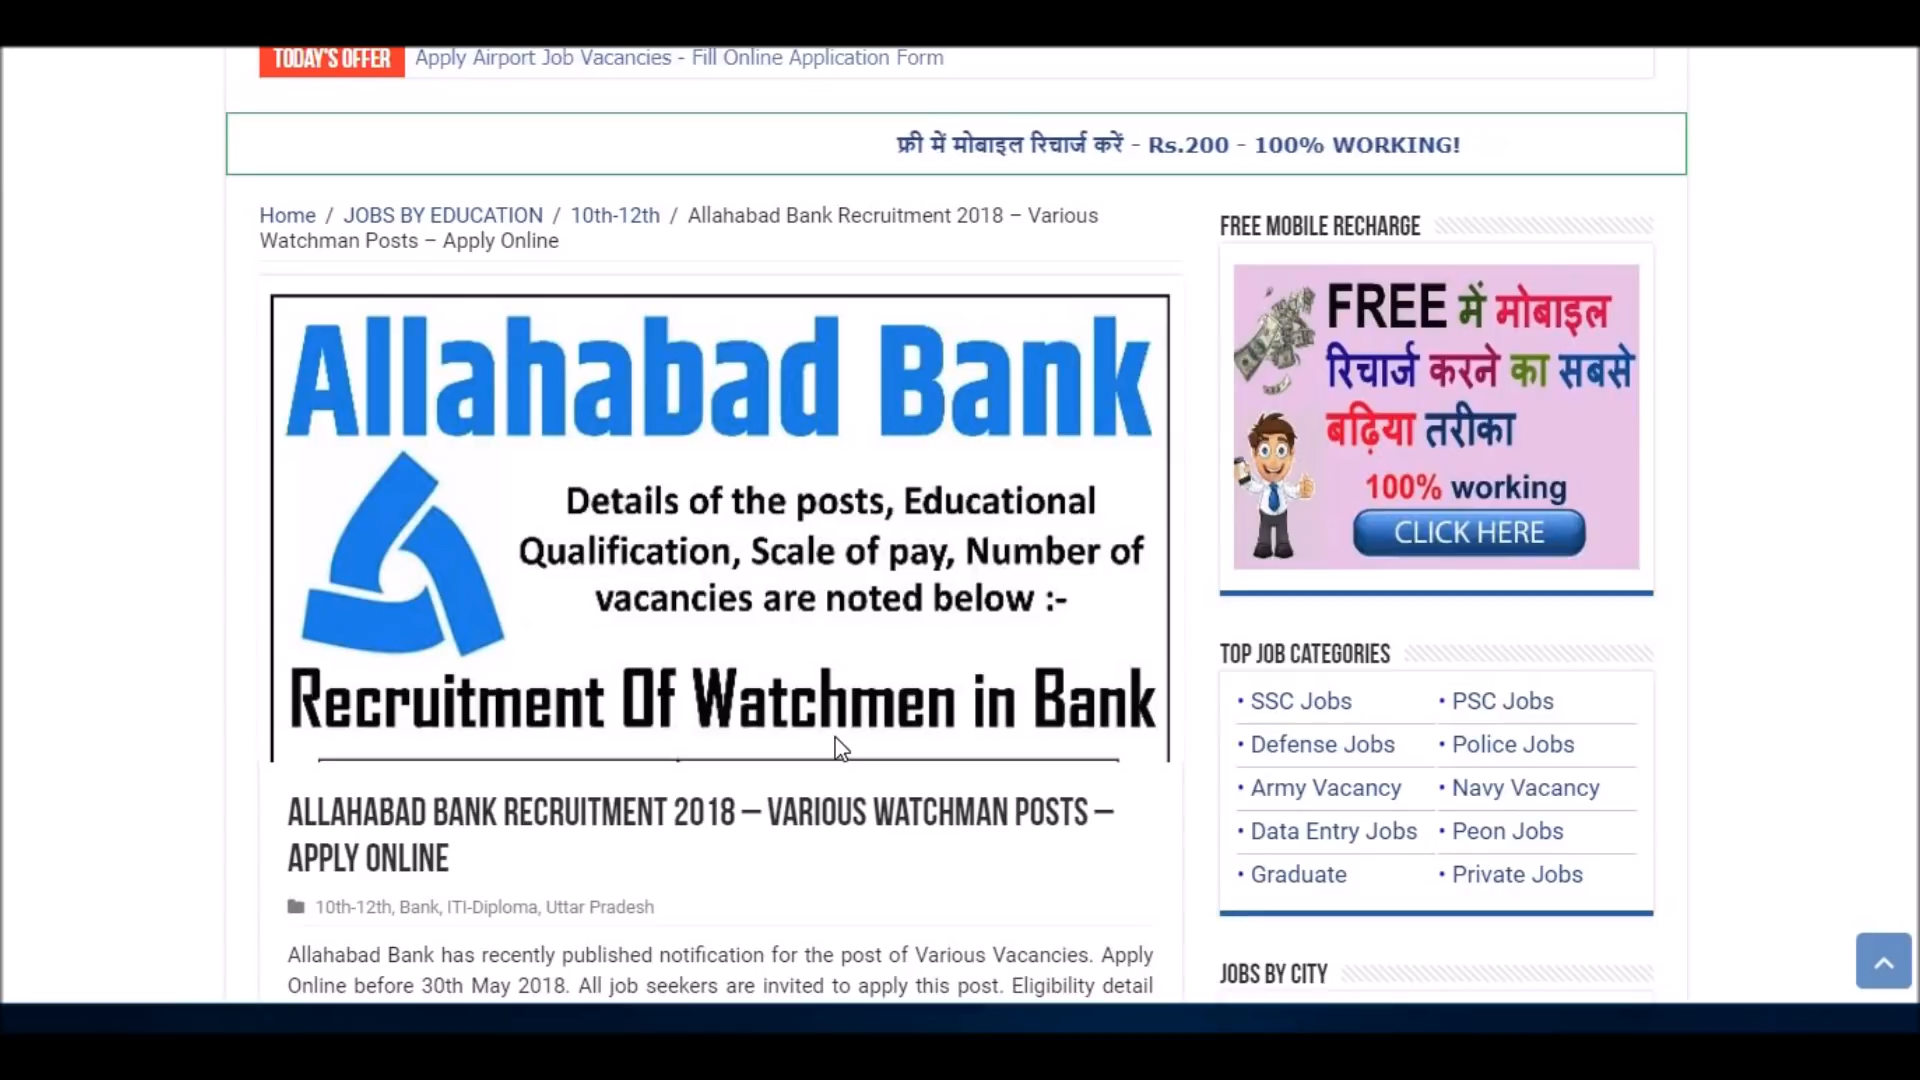 TODAY'S OFFER
Apply Airport Job Vacancies - Fill Online Application Form
फ्री में मोबाइल रिचार्ज करें - Rs.200 - 100% WORKING!
Home / JOBS BY EDUCATION / 10th-12th / Allahabad Bank Recruitment 2018 – Various
Watchman Posts – Apply Online
Allahabad Bank
Details of the posts, Educational
Qualification, Scale of pay, Number of
vacancies are noted below :-
Recruitment Of Watchmen in Bank
ALLAHABAD BANK RECRUITMENT 2018 – VARIOUS WATCHMAN POSTS –
APPLY ONLINE
10th-12th, Bank, ITI-Diploma, Uttar Pradesh
Allahabad Bank has recently published notification for the post of Various Vacancies. Apply
Online before 30th May 2018. All job seekers are invited to apply this post. Eligibility detail
FREE MOBILE RECHARGE
FREE में मोबाइल
रिचार्ज करने का सबसे
बढ़िया तरीका
100% working
CLICK HERE
TOP JOB CATEGORIES
• SSC Jobs
• PSC Jobs
• Defense Jobs
• Police Jobs
• Army Vacancy
• Navy Vacancy
• Data Entry Jobs
• Peon Jobs
• Graduate
• Private Jobs
JOBS BY CITY